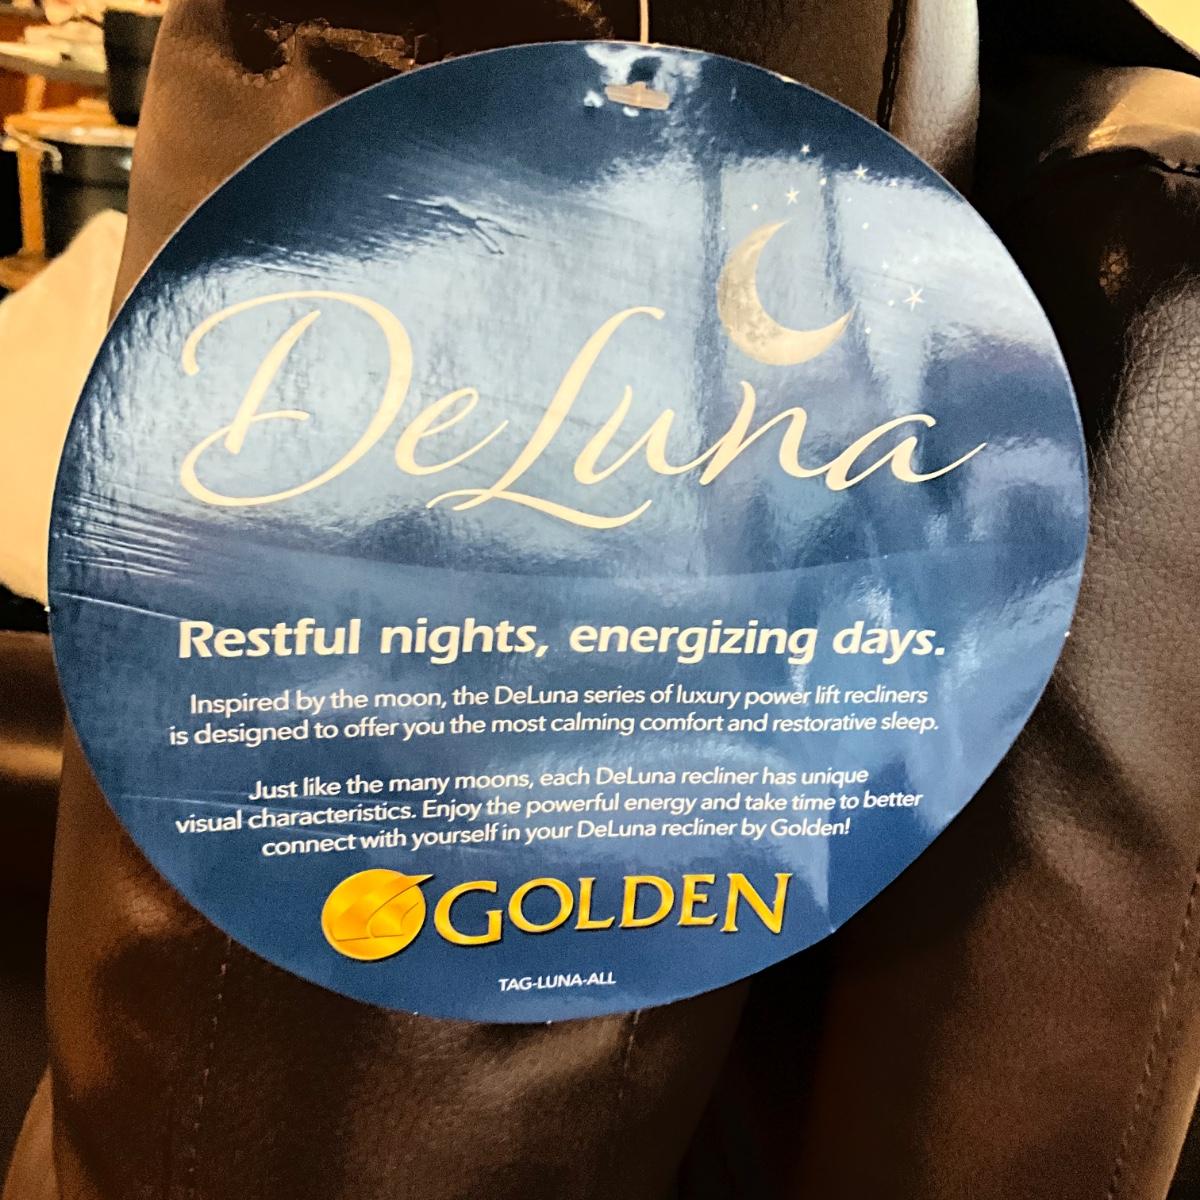 DeLuna
Restful nights, energizing days.
Inspired by the moon, the DeLuna series of luxury power lift recliners
is designed to offer you the most calming comfort and restorative sleep.
Just like the many moons, each DeLuna recliner has unique
visual characteristics. Enjoy the powerful energy and take time to better
connect with yourself in your DeLuna recliner by Golden!
GOLDEN
TAG-LUNA-ALL